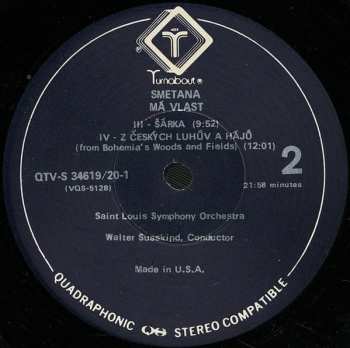 Turnabout ®
SMETANA
MÁ VLAST
III - ŠÁRKA (9:52)
IV - Z ČESKÝCH LUHŮV A HÁJŮ
(from Bohemia's Woods and Fields) (12:01)
2
QTV-S 34619/20-1
(VQS-5128)
21:58 minutes
Saint Louis Symphony Orchestra
Walter Susskind, Conductor
Made in U.S.A.
QUADRAPHONIC QS STEREO COMPATIBLE